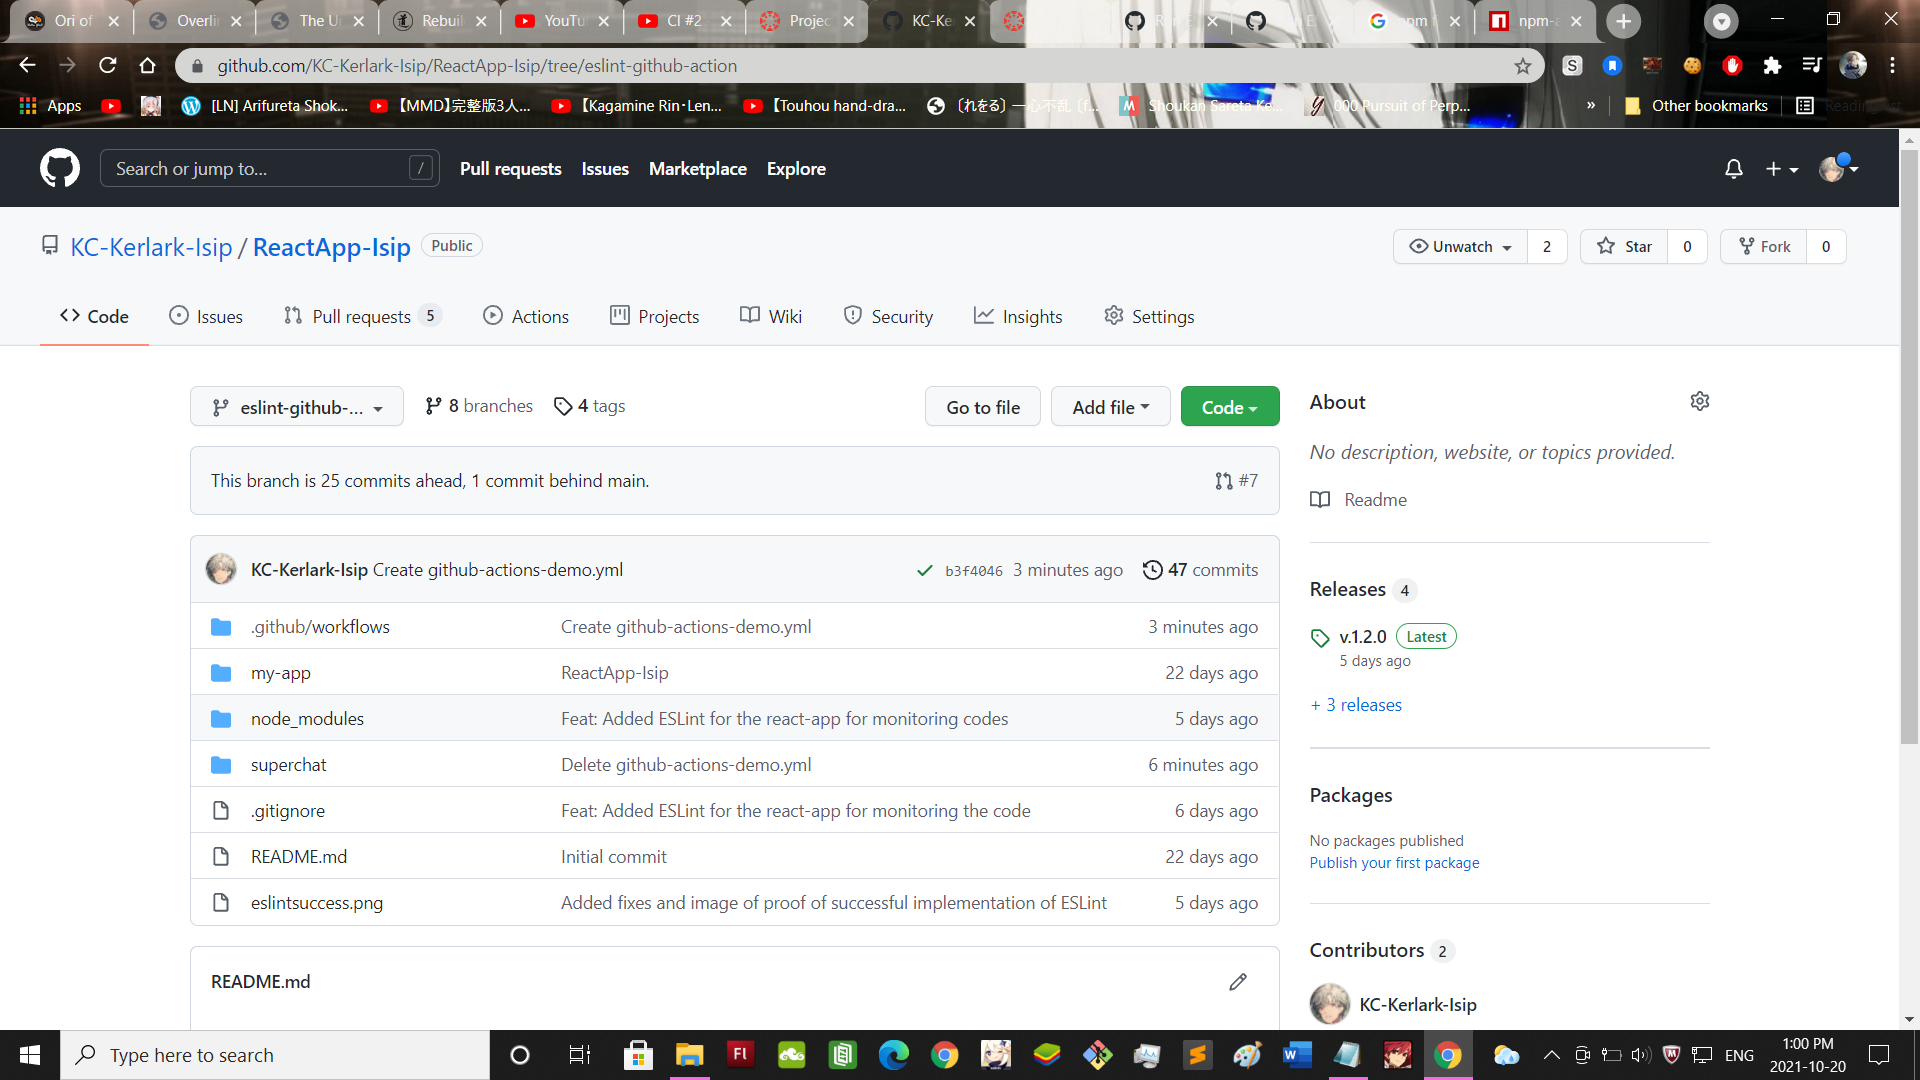 Ori of
Overlin
The U
Rebuil
YouTu
CI #2
Projec
KC-Ke
npm
npm-a
github.com/KC-Kerlark-Isip/ReactApp-Isip/tree/eslint-github-action
Apps
[LN] Arifureta Shok...
【MMD】完整版3人...
【Kagamine Rin･Len...
【Touhou hand-dra...
〔れをる〕 一心不乱 〔f...
Shoukan Sareta Ke...
000 Pursuit of Perp...
»
Other bookmarks
Reading list
Search or jump to...
/
Pull requests
Issues
Marketplace
Explore
KC-Kerlark-Isip / ReactApp-Isip
Public
Unwatch
2
Star
0
Fork
0
Code
Issues
Pull requests 5
Actions
Projects
Wiki
Security
Insights
Settings
eslint-github-...
8 branches
4 tags
Go to file
Add file
Code
This branch is 25 commits ahead, 1 commit behind main.
#7
KC-Kerlark-Isip Create github-actions-demo.yml
b3f4046 3 minutes ago
47 commits
.github/workflows Create github-actions-demo.yml 3 minutes ago
my-app ReactApp-Isip 22 days ago
node_modules Feat: Added ESLint for the react-app for monitoring codes 5 days ago
superchat Delete github-actions-demo.yml 6 minutes ago
.gitignore Feat: Added ESLint for the react-app for monitoring the code 6 days ago
README.md Initial commit 22 days ago
eslintsuccess.png Added fixes and image of proof of successful implementation of ESLint 5 days ago
README.md
About
No description, website, or topics provided.
Readme
Releases 4
v.1.2.0 Latest
5 days ago
+ 3 releases
Packages
No packages published
Publish your first package
Contributors 2
KC-Kerlark-Isip
Type here to search
ENG
1:00 PM
2021-10-20